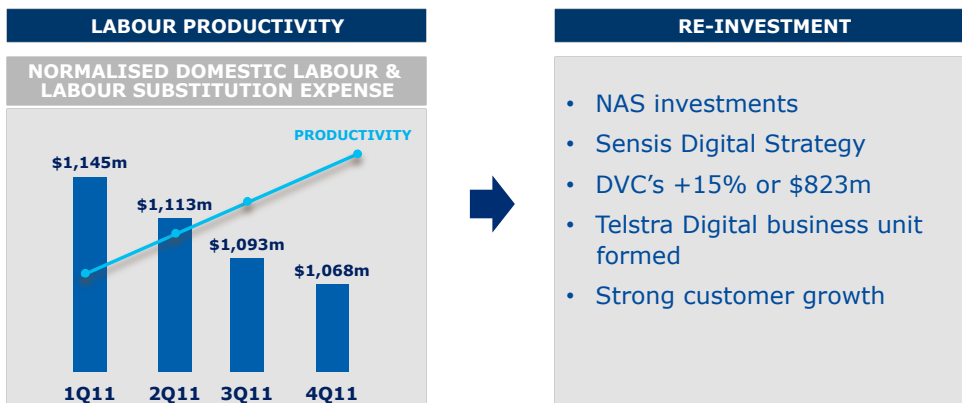 LABOUR PRODUCTIVITY
NORMALISED DOMESTIC LABOUR &
LABOUR SUBSTITUTION EXPENSE
PRODUCTIVITY
$1,145m
$1,113m
$1,093m
$1,068m
1Q11 2Q11 3Q11 4Q11
RE-INVESTMENT
• NAS investments
• Sensis Digital Strategy
• DVC's +15% or $823m
• Telstra Digital business unit
formed
• Strong customer growth